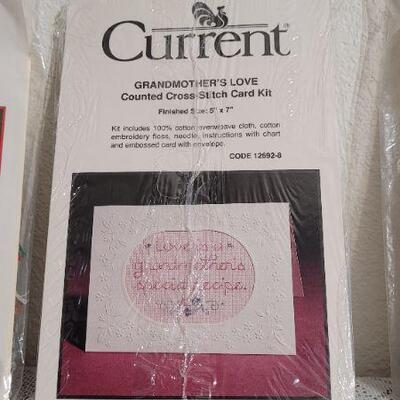 Current®
GRANDMOTHER'S LOVE
Counted Cross-Stitch Card Kit
Finished Size: 5" x 7"
Kit includes 100% cotton evenweave cloth, cotton
embroidery floss, needle, instructions with chart
and embossed card with envelope.
CODE 12692-8
Love is a
grandmother's
special recipe.